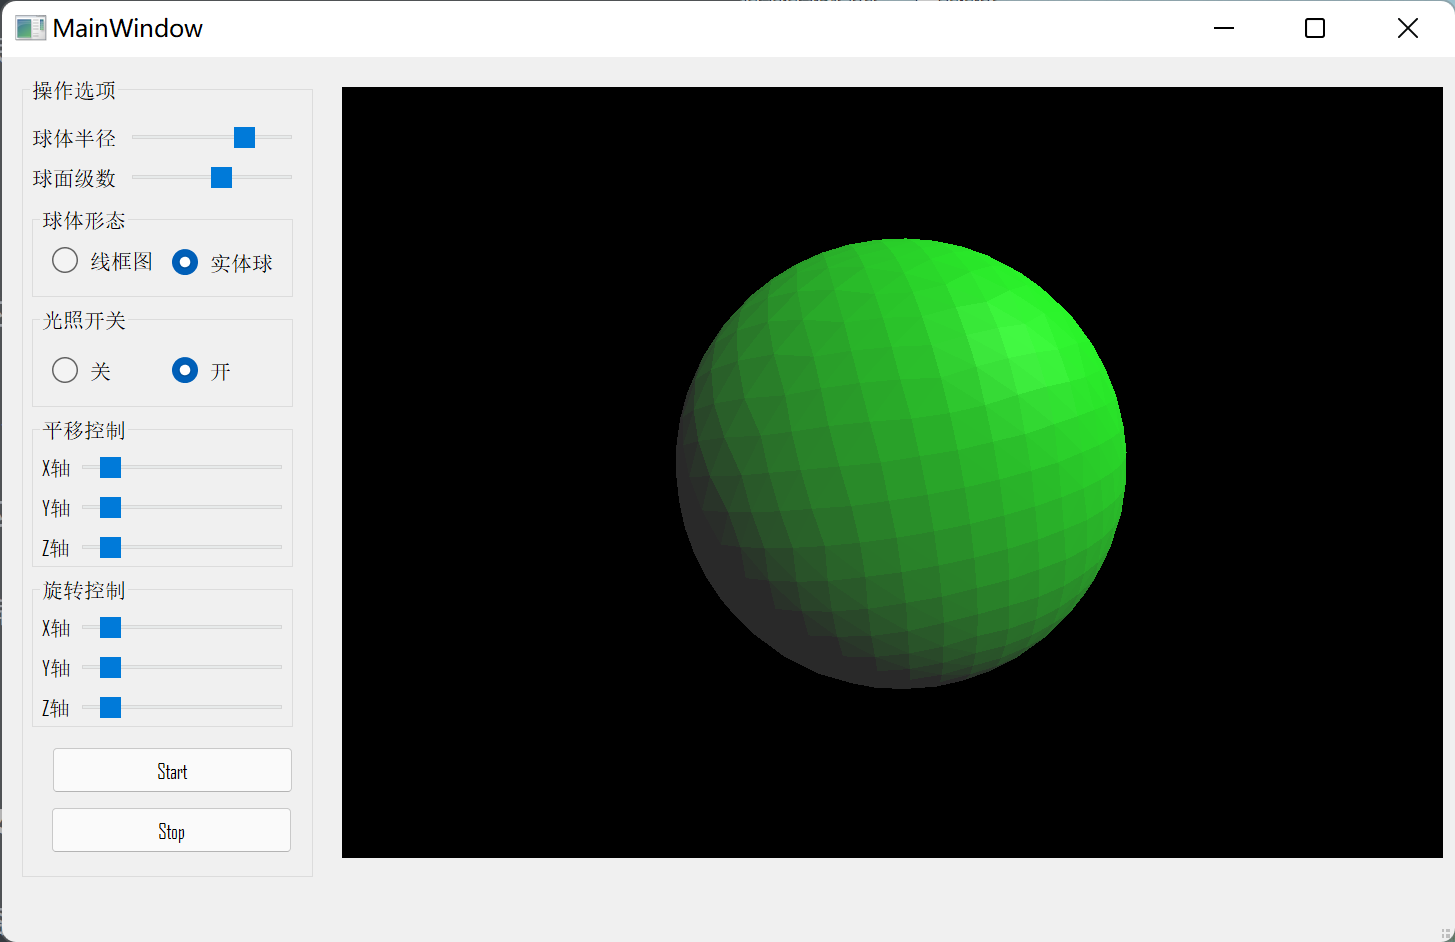 MainWindow
操作选项
球体半径
球面级数
球体形态
线框图 实体球
光照开关
关 开
平移控制
X轴
Y轴
Z轴
旋转控制
X轴
Y轴
Z轴
Start
Stop